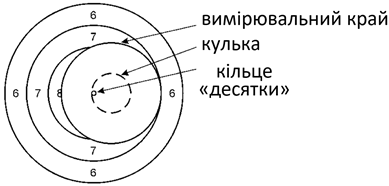 6
7
6 7 8 6
7
6
вимірювальний край
кулька
кільце
«десятки»